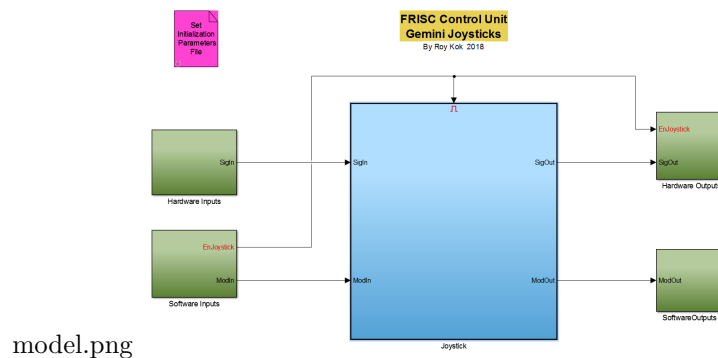 Set
Initialization
Parameters
File
FRISC Control Unit
Gemini Joysticks
By Roy Kok 2018
EnJoystick
SigIn
SigIn
SigOut
SigOut
Hardware Inputs
Hardware Outputs
EnJoystick
ModIn
ModIn
ModOut
ModOut
Software Inputs
SoftwareOutputs
Joystick
model.png